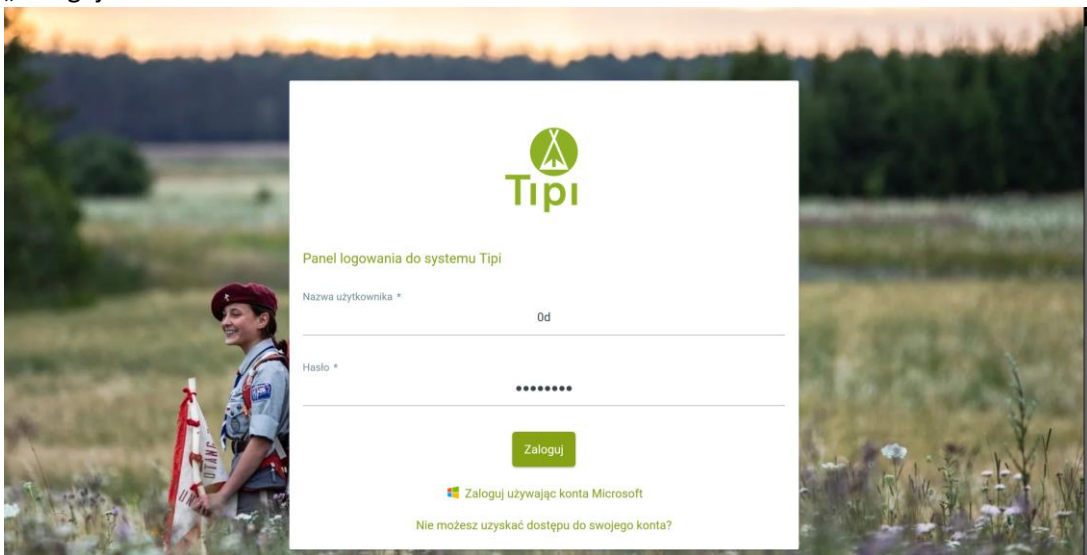 Tipi
Panel logowania do systemu Tipi
Nazwa użytkownika *
0d
Hasło *
••••••••
Zaloguj
Zaloguj używając konta Microsoft
Nie możesz uzyskać dostępu do swojego konta?